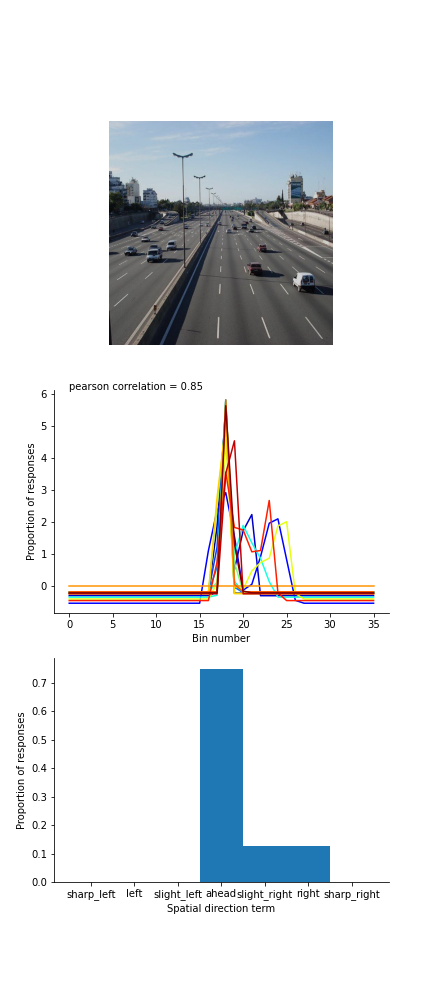 pearson correlation = 0.85
Proportion of responses
6
5
4
3
2
1
0
0 5 10 15 20 25 30 35
Bin number
Proportion of responses
0.7
0.6
0.5
0.4
0.3
0.2
0.1
0.0
sharp_left left slight_left ahead slight_right right sharp_right
Spatial direction term